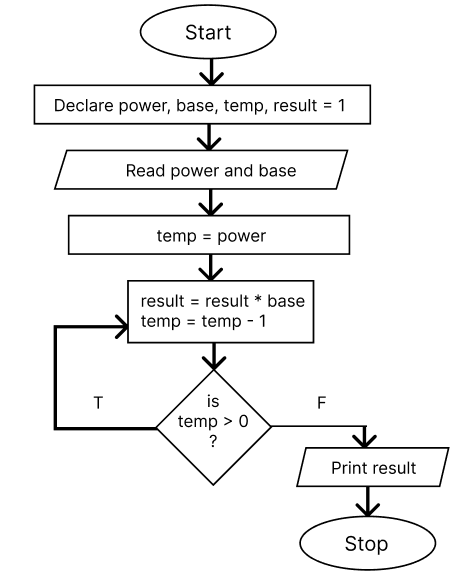 Start
Declare power, base, temp, result = 1
Read power and base
temp = power
result = result * base
temp = temp - 1
is
temp > 0
?
T
F
Print result
Stop